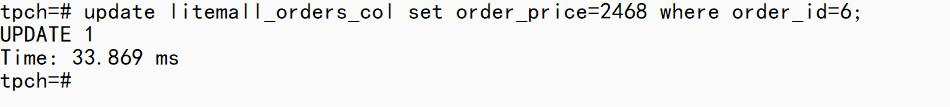 tpch=# update litemall_orders_col set order_price=2468 where order_id=6;
UPDATE 1
Time: 33.869 ms
tpch=#